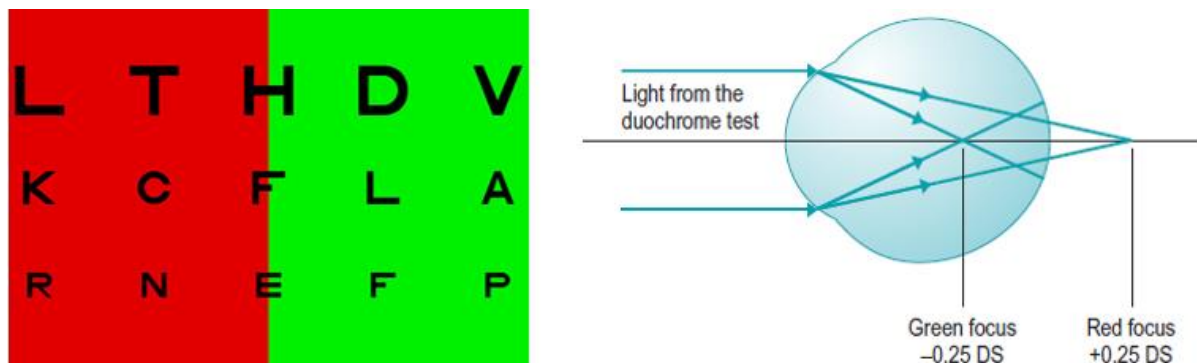 L T H D V
K C F L A
R N E F P
Light from the
duochrome test
Green focus
–0.25 DS
Red focus
+0.25 DS